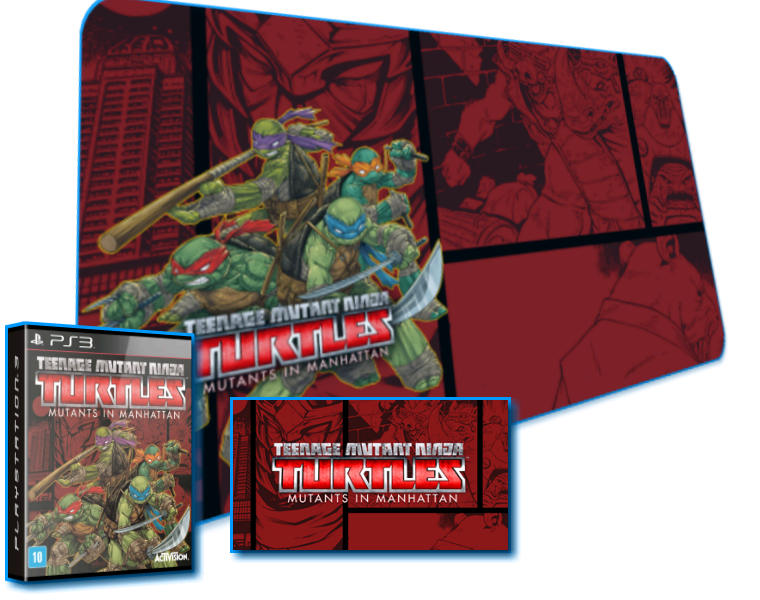 TEENAGE MUTANT NINJA
TURTLES
MUTANTS IN MANHATTAN
PS3
PLAYSTATION 3
TEENAGE MUTANT NINJA
TURTLES
MUTANTS IN MANHATTAN
10
ACTIVISION.
TEENAGE MUTANT NINJA
TURTLES
MUTANTS IN MANHATTAN